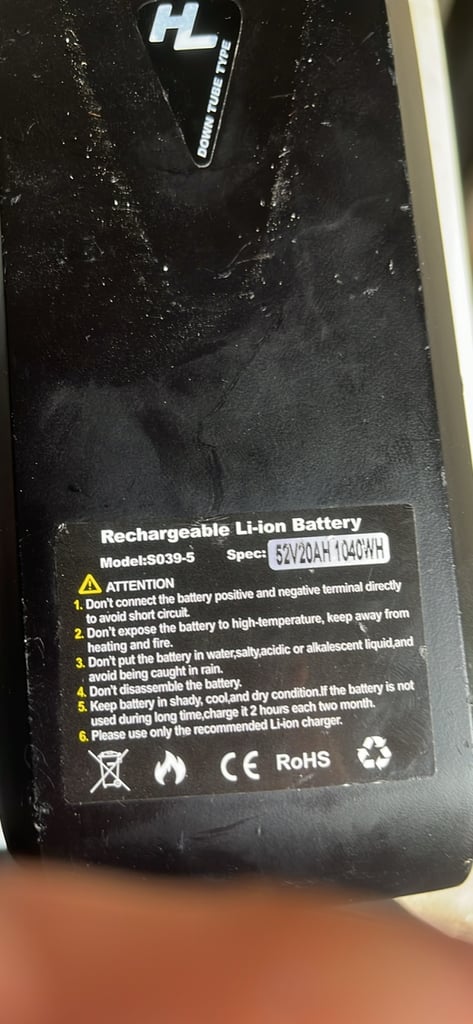 HL
DOWN TUBE TYPE
Rechargeable Li-ion Battery
Model:S039-5 Spec: 52V20AH 1040WH
ATTENTION
1. Don't connect the battery positive and negative terminal directly
to avoid short circuit.
2. Don't expose the battery to high-temperature, keep away from
heating and fire.
3. Don't put the battery in water,salty,acidic or alkalescent liquid,and
avoid being caught in rain.
4. Don't disassemble the battery.
5. Keep battery in shady, cool,and dry condition.If the battery is not
used during long time,charge it 2 hours each two month.
6. Please use only the recommended Li-ion charger.
CE RoHS